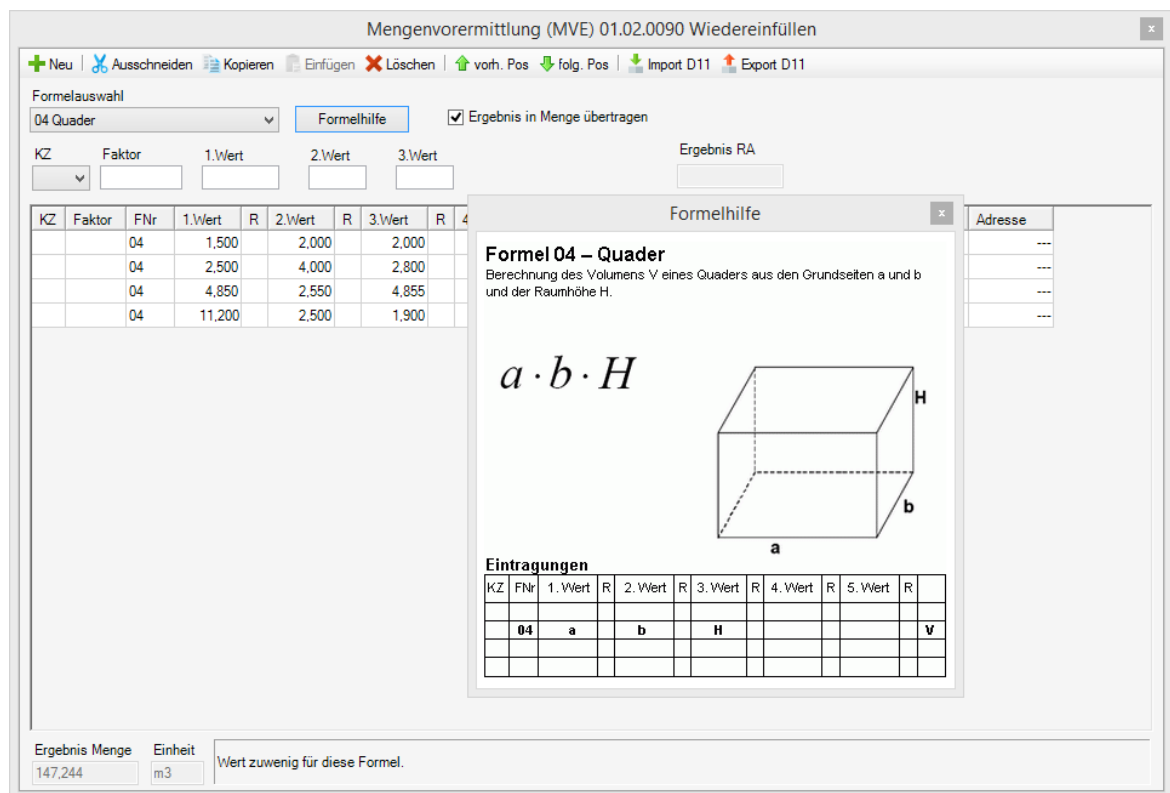 Mengenvorermittlung (MVE) 01.02.0090 Wiedereinfüllen
x
Neu Ausschneiden Kopieren Einfügen Löschen vorh. Pos folg. Pos Import D11 Export D11
Formelauswahl
04 Quader Formelhilfe Ergebnis in Menge übertragen
KZ Faktor 1.Wert 2.Wert 3.Wert Ergebnis RA
KZ Faktor FNr 1.Wert R 2.Wert R 3.Wert R 4 Adresse
04 1,500 2,000 2,000 ---
04 2,500 4,000 2,800 ---
04 4,850 2,550 4,855 ---
04 11,200 2,500 1,900 ---
Formelhilfe
x
Formel 04 – Quader
Berechnung des Volumens V eines Quaders aus den Grundseiten a und b
und der Raumhöhe H.
a · b · H
H
b
a
Eintragungen
KZ FNr 1. Wert R 2. Wert R 3. Wert R 4. Wert R 5. Wert R
04 a b H V
Ergebnis Menge Einheit
147,244 m3 Wert zuwenig für diese Formel.